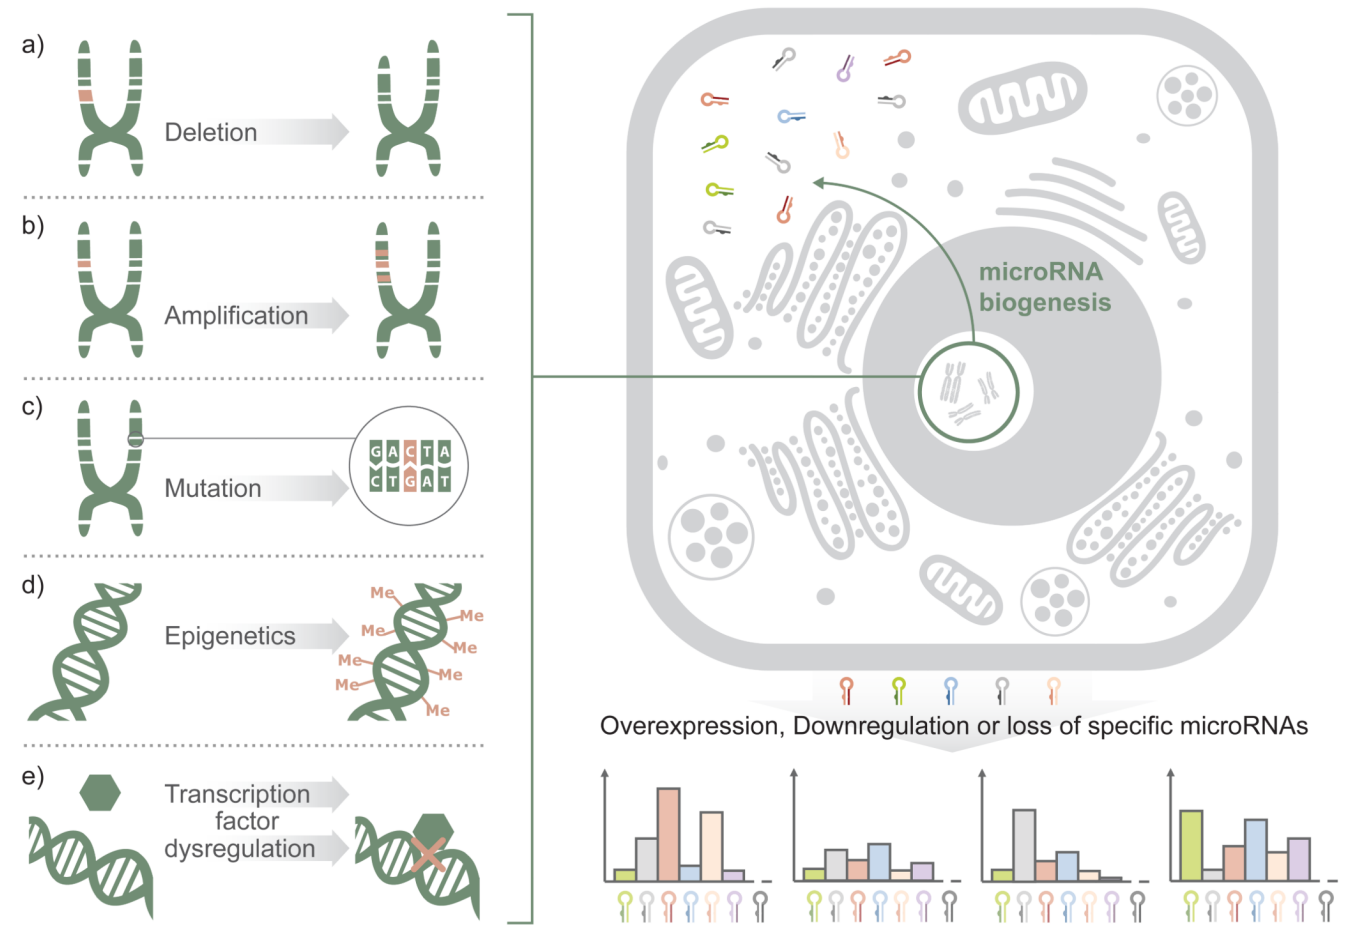 a)
Deletion
b)
Amplification
c)
Mutation
G A C T A
C T G A T
d)
Epigenetics
Me
Me
Me
Me
Me
Me
Me
Me
e)
Transcription
factor
dysregulation
microRNA
biogenesis
Overexpression, Downregulation or loss of specific microRNAs